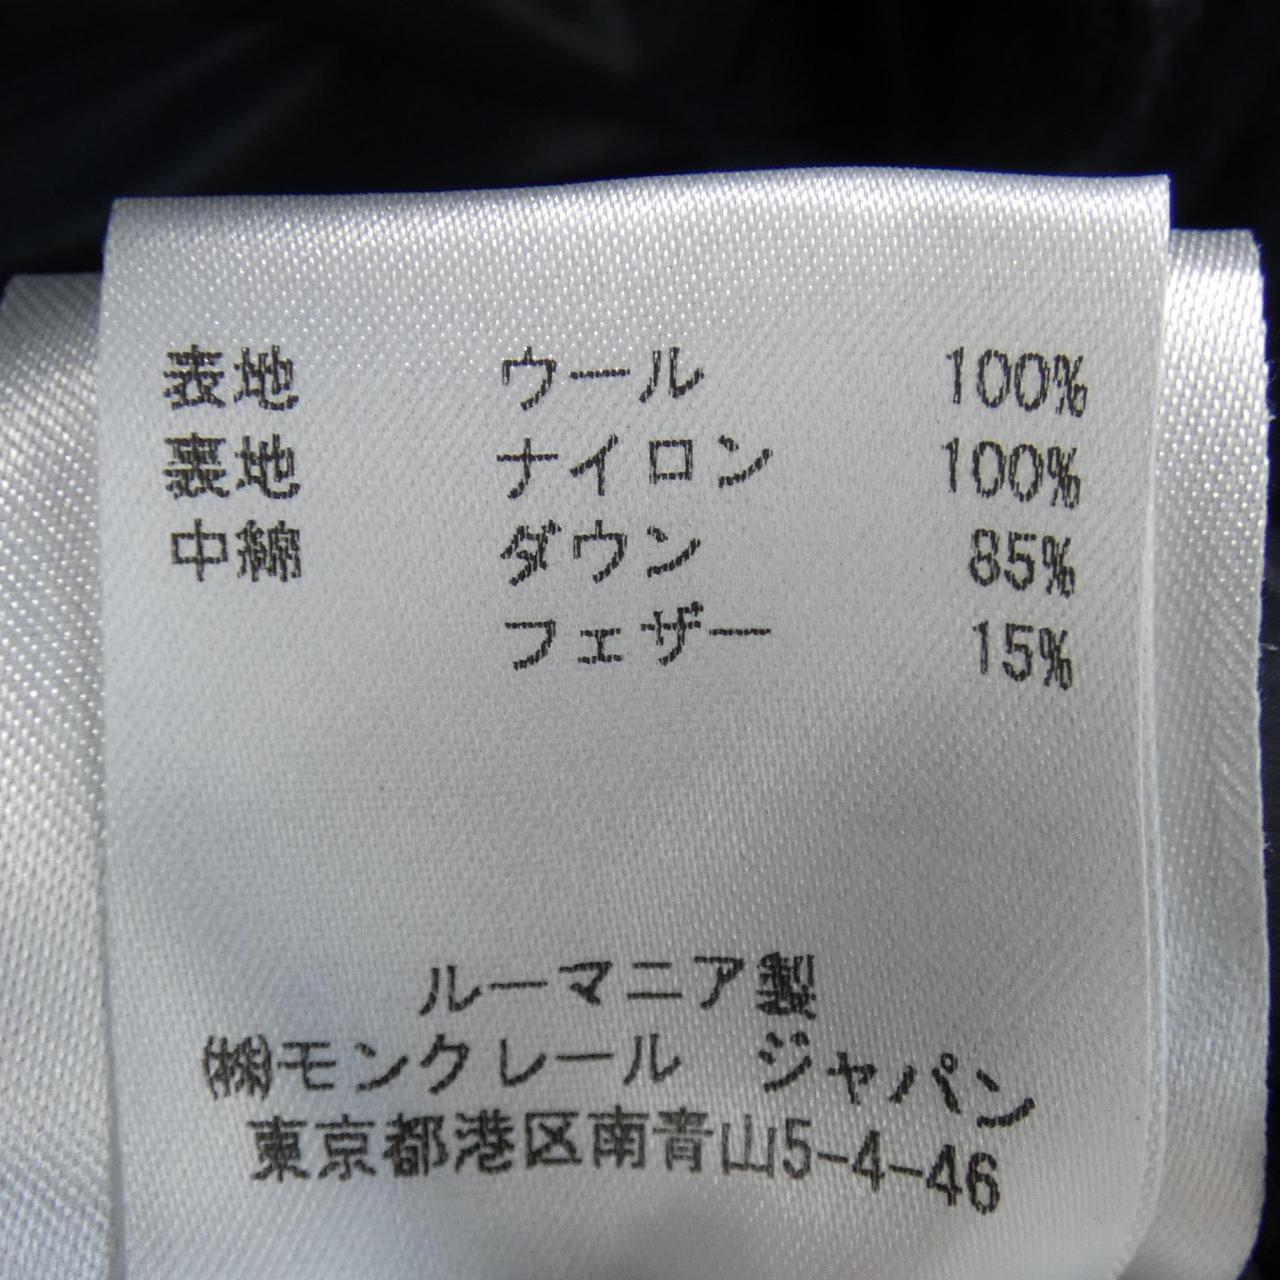 表地 ウール 100%
裏地 ナイロン 100%
中綿 ダウン 85%
フェザー 15%
ルーマニア製
㈱モンクレール ジャパン
東京都港区南青山5-4-46